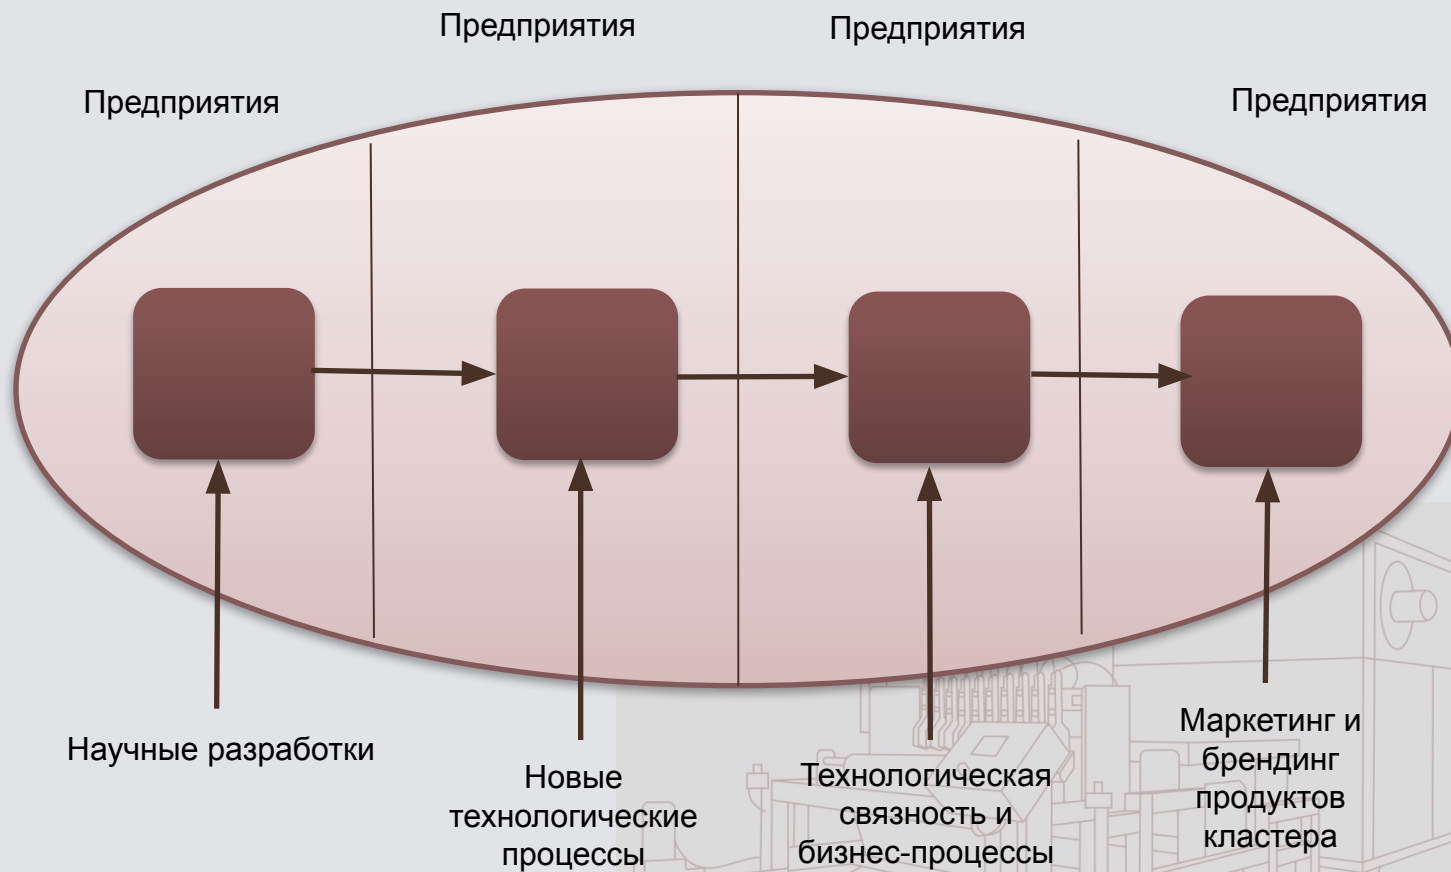 Предприятия
Предприятия
Предприятия
Предприятия
Научные разработки
Новые
технологические
процессы
Технологическая
связность и
бизнес-процессы
Маркетинг и
брендинг
продуктов
кластера